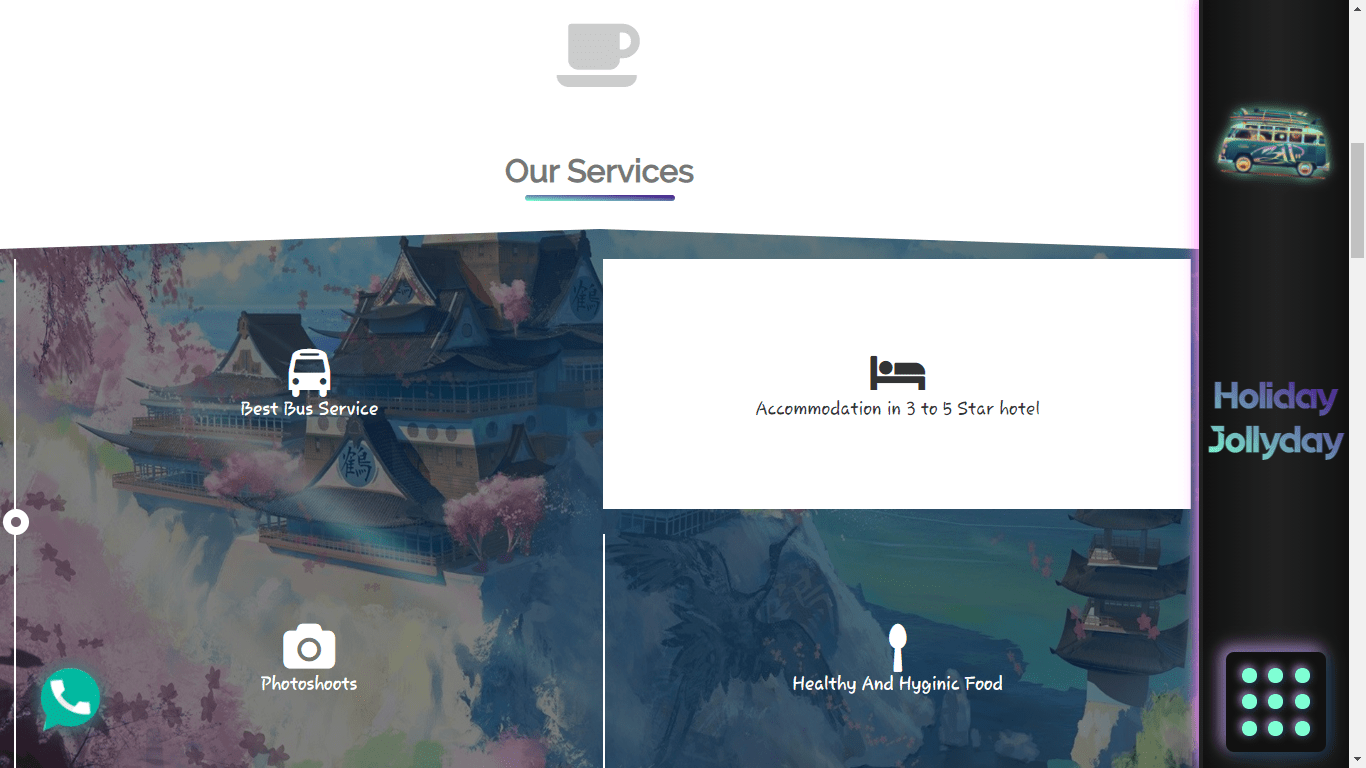 Our Services
Best Bus Service
Accommodation in 3 to 5 Star hotel
Photoshoots
Healthy And Hyginic Food
Holiday
Jollyday